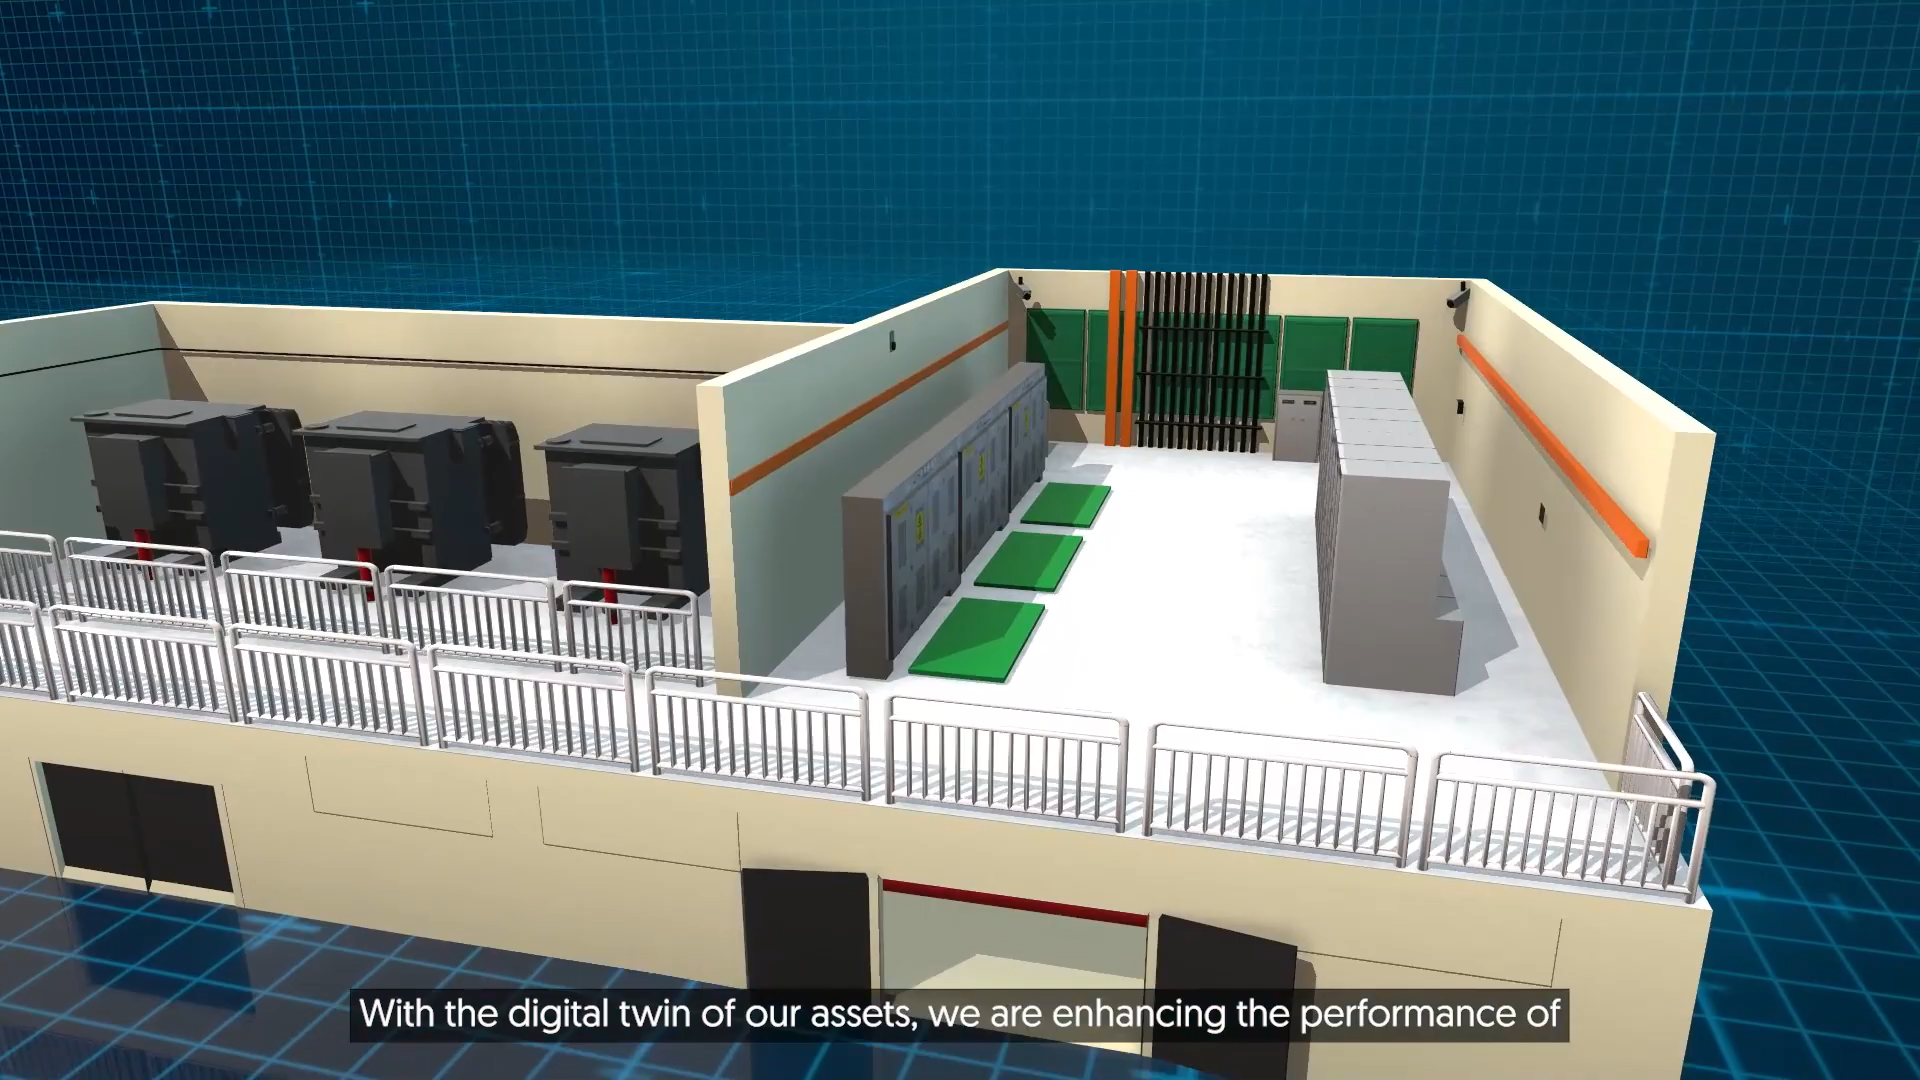 With the digital twin of our assets, we are enhancing the performance of